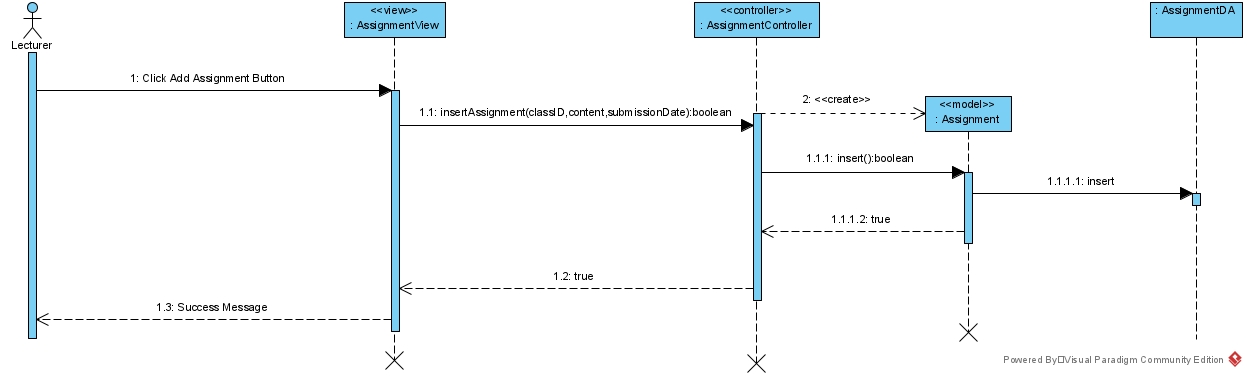 <<view>>
: AssignmentView
<<controller>>
: AssignmentController
: AssignmentDA
Lecturer
1: Click Add Assignment Button
2: <<create>>
<<model>>
: Assignment
1.1: insertAssignment(classID,content,submissionDate):boolean
1.1.1: insert():boolean
1.1.1.1: insert
1.1.1.2: true
1.2: true
1.3: Success Message
Powered By□Visual Paradigm Community Edition